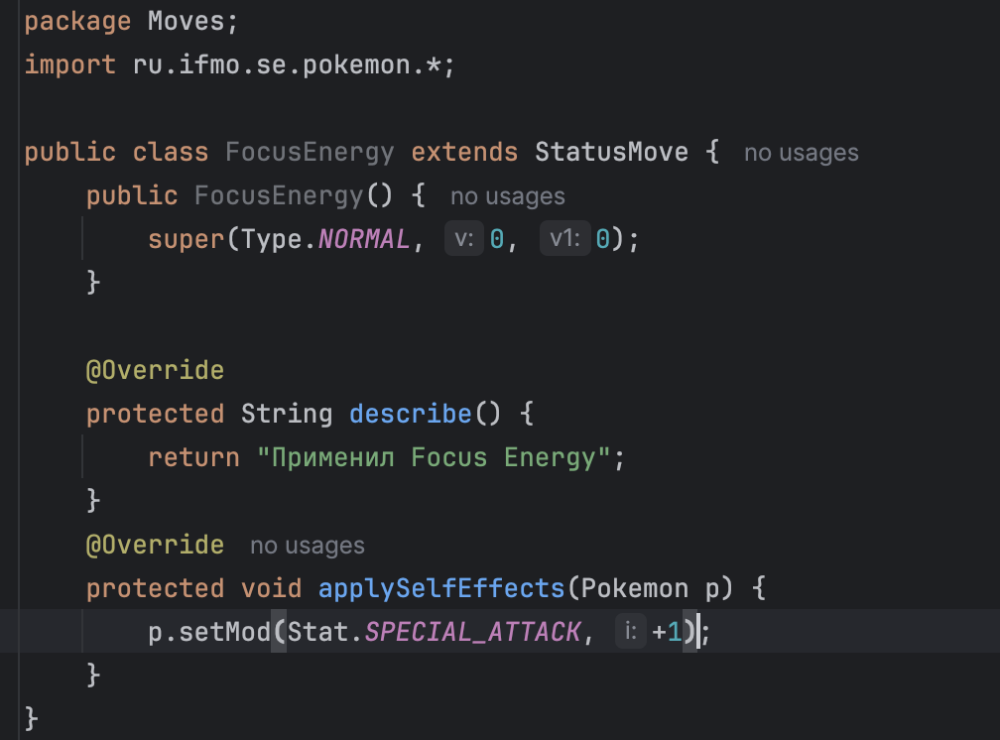 package Moves;
import ru.ifmo.se.pokemon.*;
public class FocusEnergy extends StatusMove { no usages
public FocusEnergy() { no usages
super(Type.NORMAL, v: 0, v1: 0);
}
@Override
protected String describe() {
return "Применил Focus Energy";
}
@Override no usages
protected void applySelfEffects(Pokemon p) {
p.setMod(Stat.SPECIAL_ATTACK, i: +1);
}
}